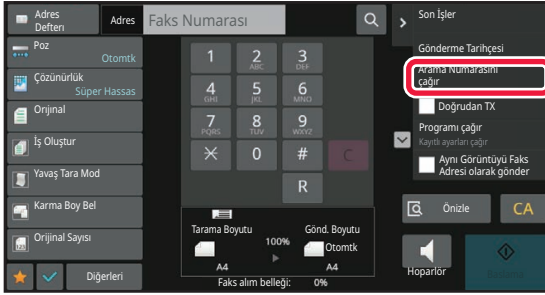 Adres
Defteri
Adres
Faks Numarası
Son İşler
Poz
Otomtk
Gönderme Tarihçesi
Çözünürlük
Süper Hassas
Arama Numarasını
çağır
Orijinal
Doğrudan TX
İş Oluştur
Programı çağır
Kayıtlı ayarları çağır
Yavaş Tara Mod
Aynı Görüntüyü Faks
Adresi olarak gönder
Karma Boy Bel
Orijinal Sayısı
Diğerleri
1
2
ABC
3
DEF
4
GHI
5
JKL
6
MNO
7
PQRS
8
TUV
9
WXYZ
0
#
C
R
Tarama Boyutu
Gönd. Boyutu
100%
Otomtk
A4
A4
Faks alım belleği: 0%
Önizle
CA
Hoparlör